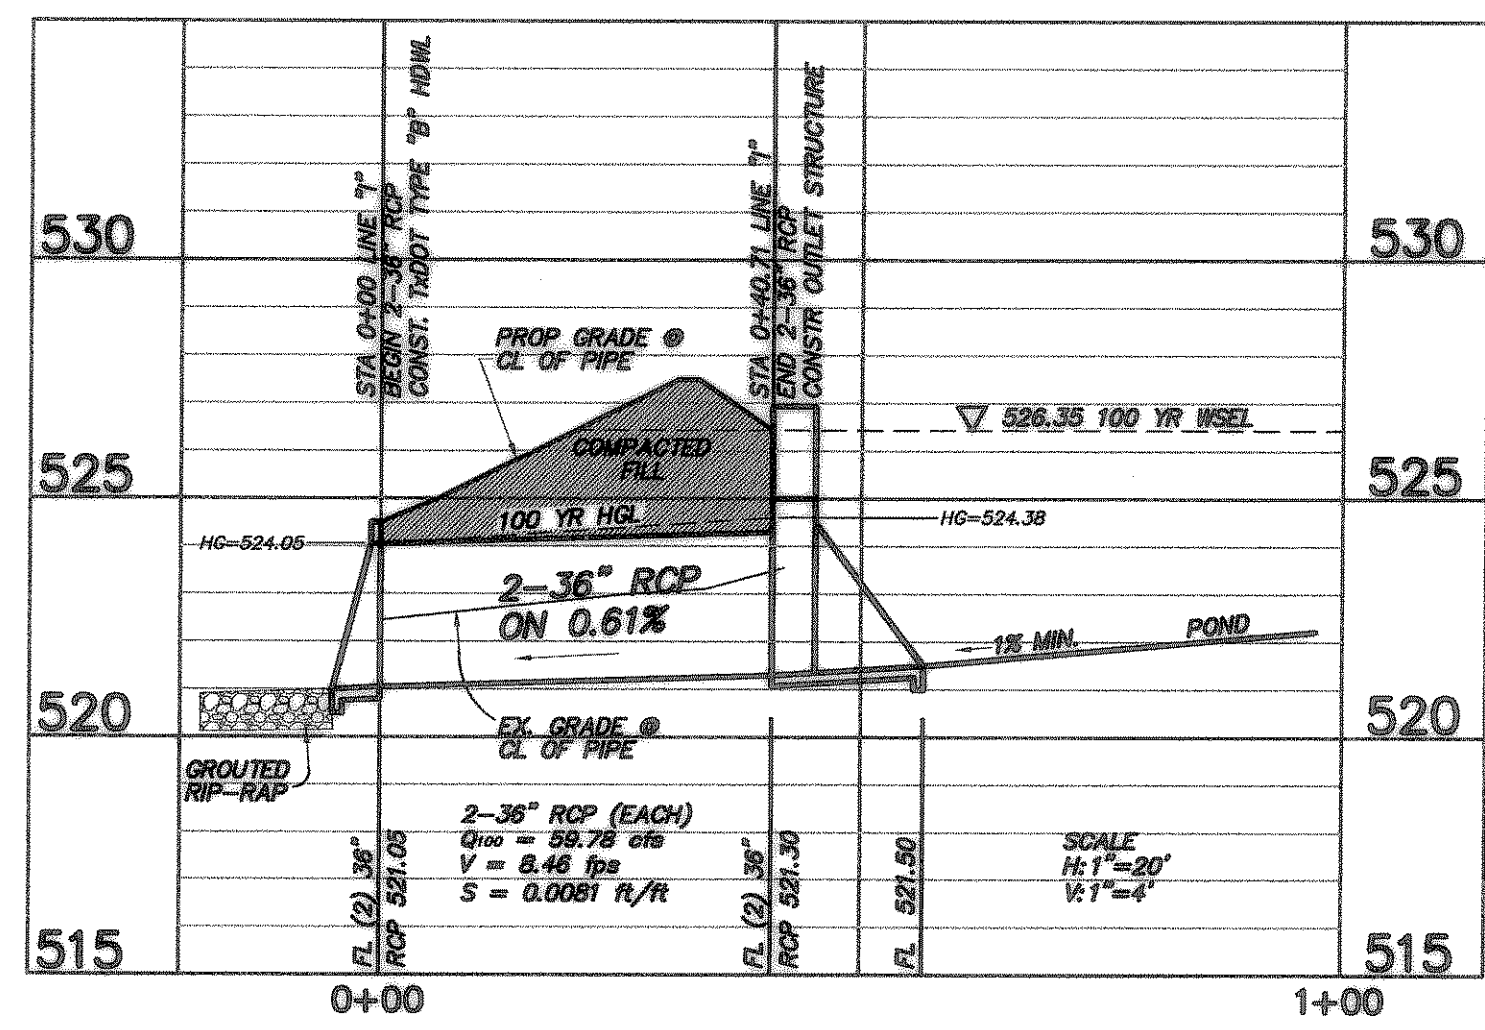 STA 0+00 LINE "I"
BEGIN 2-36" RCP
CONST. TxDOT TYPE "B" HDWL
STA 0+40.71 LINE "I"
END 2-36" RCP
CONSTR OUTLET STRUCTURE
530
530
PROP GRADE @
CL OF PIPE
526.35 100 YR WSEL
COMPACTED
FILL
525
525
100 YR HGL
HG=524.05
HG=524.38
2-36" RCP
ON 0.61%
1% MIN.
POND
520
520
EX. GRADE @
CL OF PIPE
GROUTED
RIP-RAP
2-36" RCP (EACH)
Q100 = 59.78 cfs
V = 8.46 fps
S = 0.0081 ft/ft
SCALE
H: 1"=20'
V: 1"=4'
FL (2) 36"
RCP 521.05
FL (2) 36"
RCP 521.30
FL 521.50
515
515
0+00
1+00